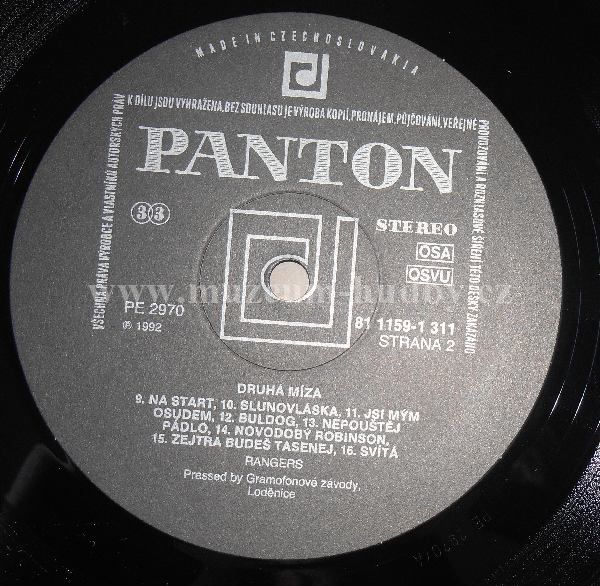 MADE IN CZECHOSLOVAKIA
VŠECHNA PRÁVA VÝROBCE A VLASTNÍKŮ AUTORSKÝCH PRÁV
K DÍLU JSOU VYHRAŽENA, BEZ SOUHLASU JE VÝROBA KOPIÍ, PRONÁJEM, PŮJČOVÁNÍ, VEŘEJNÉ
PROVOZOVÁNÍ A ROZHLASOVÉ ŠÍŘENÍ TÉTO DESKY ZAKÁZÁNO
PANTON
33
STEREO
OSA
OSVU
www.muzeum-hudby.cz
PE 2970
℗ 1992
81 1159-1 311
STRANA 2
DRUHÁ MÍZA
9. NA START, 10. SLUNOVLÁSKA, 11. JSI MÝM
OSUDEM, 12. BULDOG, 13. NEPOUŠTĚJ
PÁDLO, 14. NOVODOBÝ ROBINSON,
15. ZEJTRA BUDEŠ TASENEJ, 16. SVÍTÁ
RANGERS
Prassed by Gramofonové závody,
Loděnice